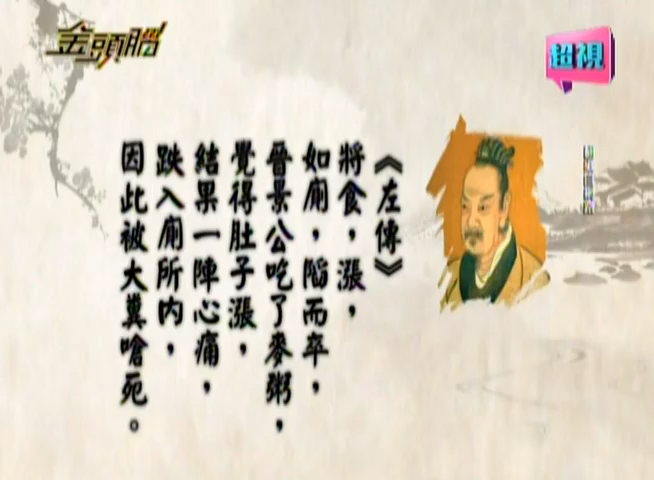 金頭腦
超視
《左傳》
將食，漲，
如廁，陷而卒，
晉景公吃了麥粥，
覺得肚子漲，
結果一陣心痛，
跌入廁所內，
因此被大糞嗆死。